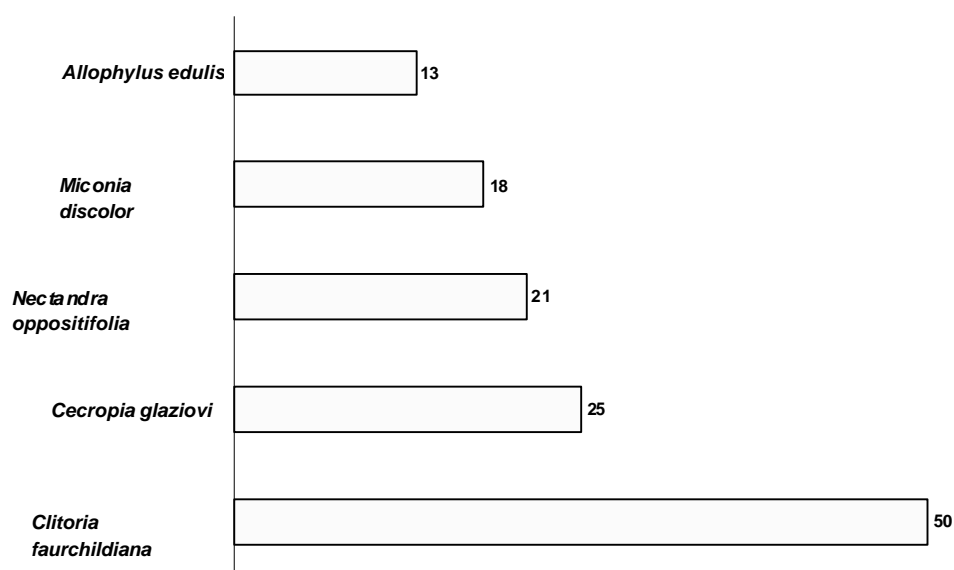 Allophylus edulis
13
Miconia
discolor
18
Nectandra
oppositifolia
21
Cecropia glaziovi
25
Clitoria
faurchildiana
50